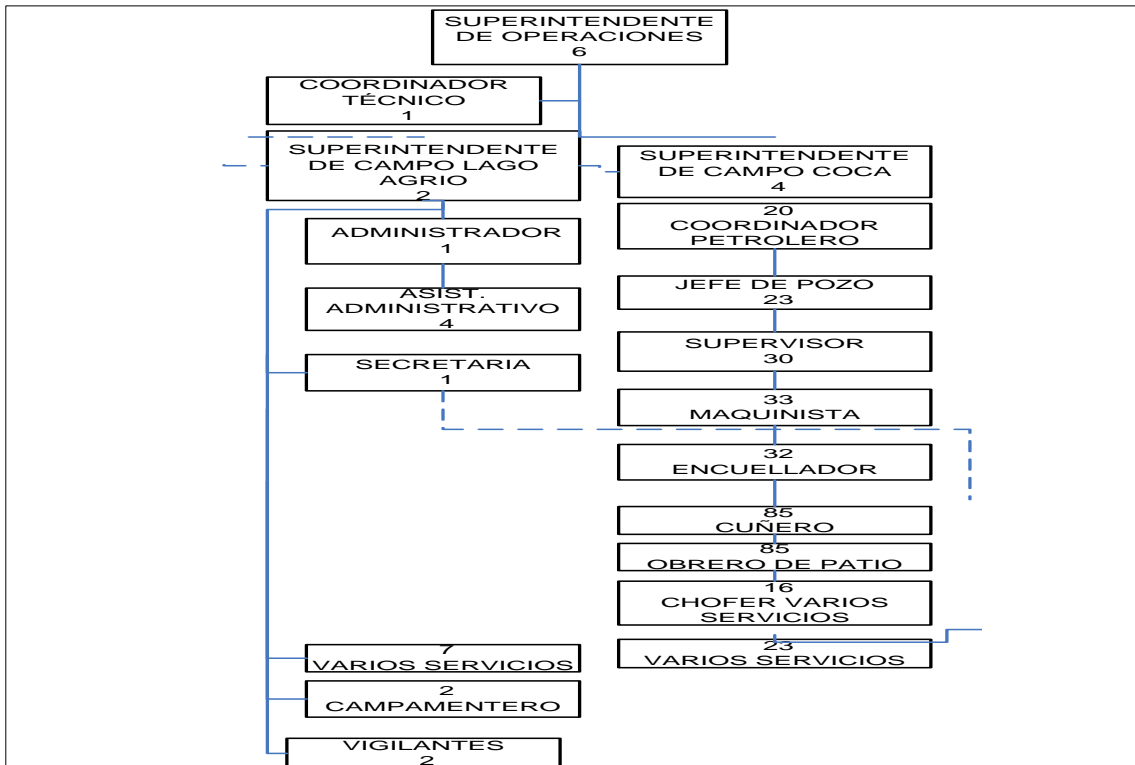 SUPERINTENDENTE
DE OPERACIONES
6
COORDINADOR
TÉCNICO
1
SUPERINTENDENTE
DE CAMPO LAGO
AGRIO
2
ADMINISTRADOR
1
ASIST.
ADMINISTRATIVO
4
SECRETARIA
1
7
VARIOS SERVICIOS
2
CAMPAMENTERO
VIGILANTES
2
SUPERINTENDENTE
DE CAMPO COCA
4
20
COORDINADOR
PETROLERO
JEFE DE POZO
23
SUPERVISOR
30
33
MAQUINISTA
32
ENCUELLADOR
85
CUÑERO
85
OBRERO DE PATIO
16
CHOFER VARIOS
SERVICIOS
23
VARIOS SERVICIOS